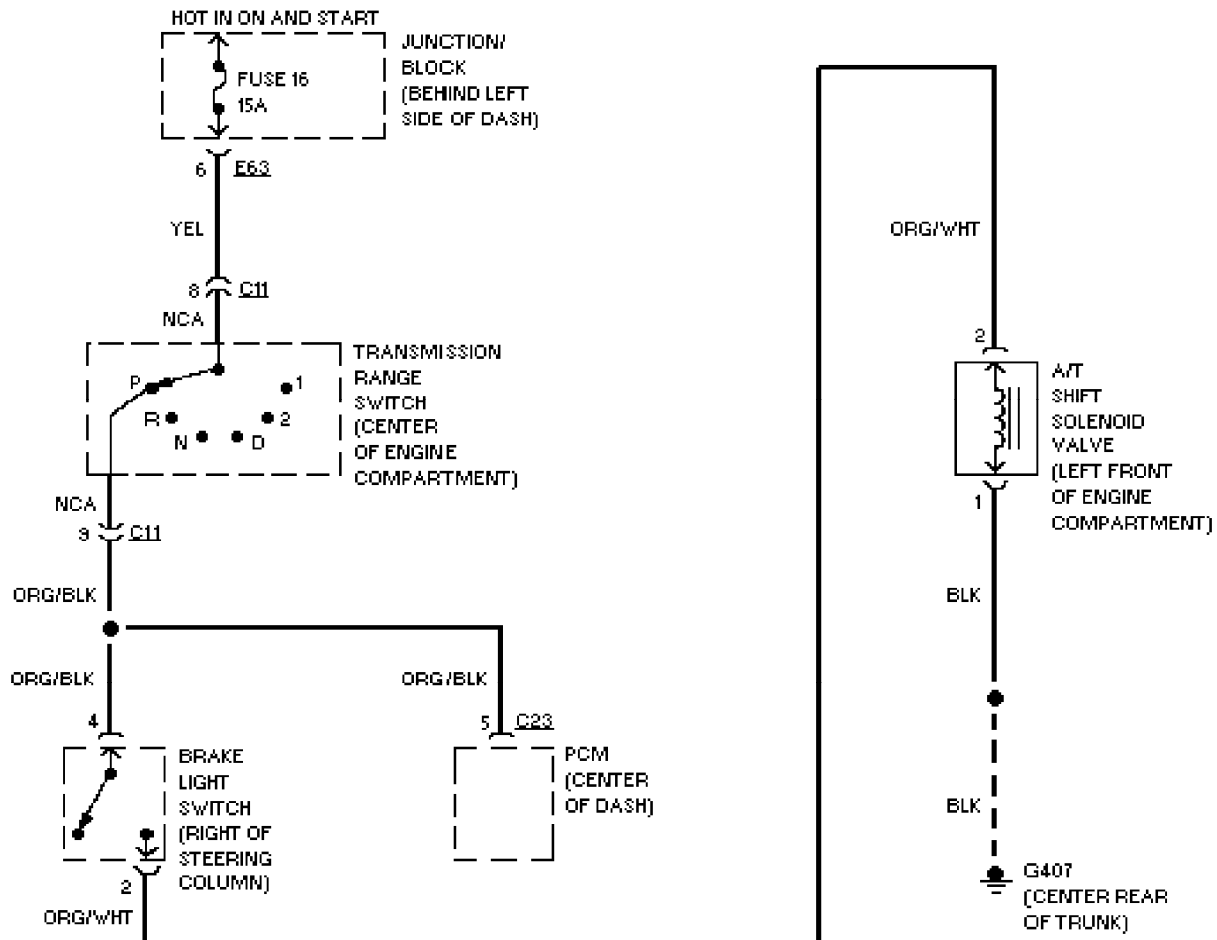 HOT IN ON AND START
JUNCTION/
BLOCK
(BEHIND LEFT
SIDE OF DASH)
FUSE 16
15A
6 E63
YEL
8 C11
NCA
TRANSMISSION
RANGE
SWITCH
(CENTER
OF ENGINE
COMPARTMENT)
P
R
N
D
2
1
NCA
9 C11
ORG/BLK
ORG/BLK
4
BRAKE
LIGHT
SWITCH
(RIGHT OF
STEERING
COLUMN)
2
ORG/WHT
ORG/BLK
5 C23
PCM
(CENTER
OF DASH)
ORG/WHT
2
A/T
SHIFT
SOLENOID
VALVE
(LEFT FRONT
OF ENGINE
COMPARTMENT)
1
BLK
BLK
G407
(CENTER REAR
OF TRUNK)